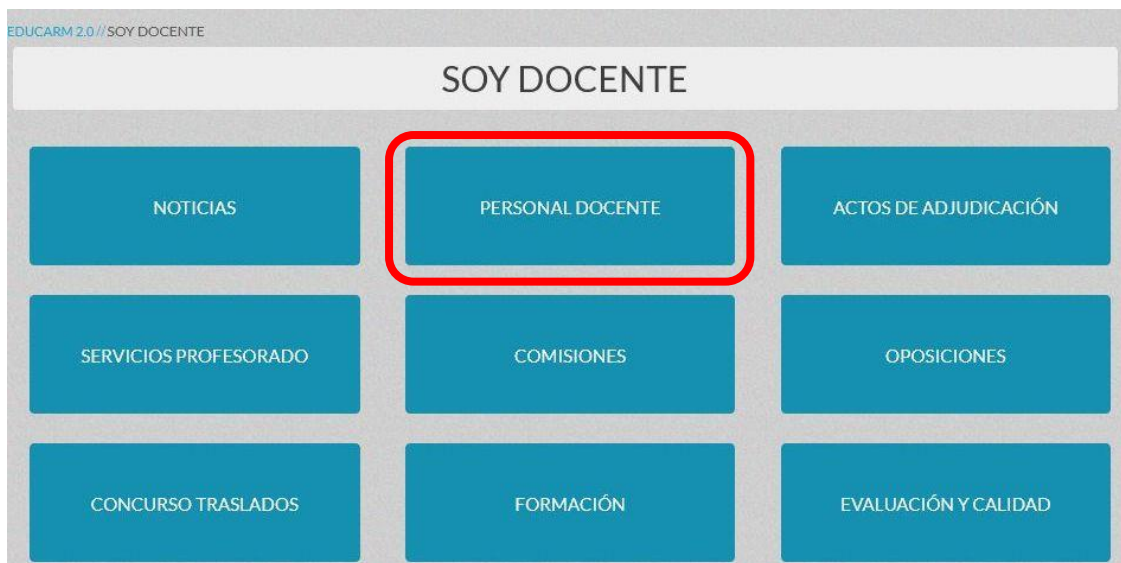 EDUCARM 2.0 // SOY DOCENTE
SOY DOCENTE
NOTICIAS
PERSONAL DOCENTE
ACTOS DE ADJUDICACIÓN
SERVICIOS PROFESORADO
COMISIONES
OPOSICIONES
CONCURSO TRASLADOS
FORMACIÓN
EVALUACIÓN Y CALIDAD